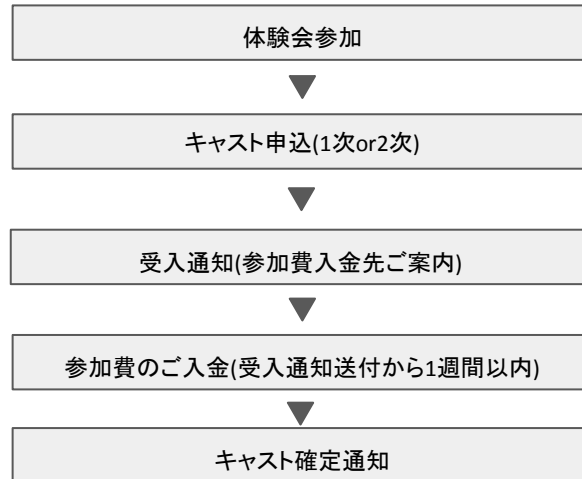 体験会参加
キャスト申込(1次or2次)
受入通知(参加費入金先ご案内)
参加費のご入金(受入通知送付から1週間以内)
キャスト確定通知